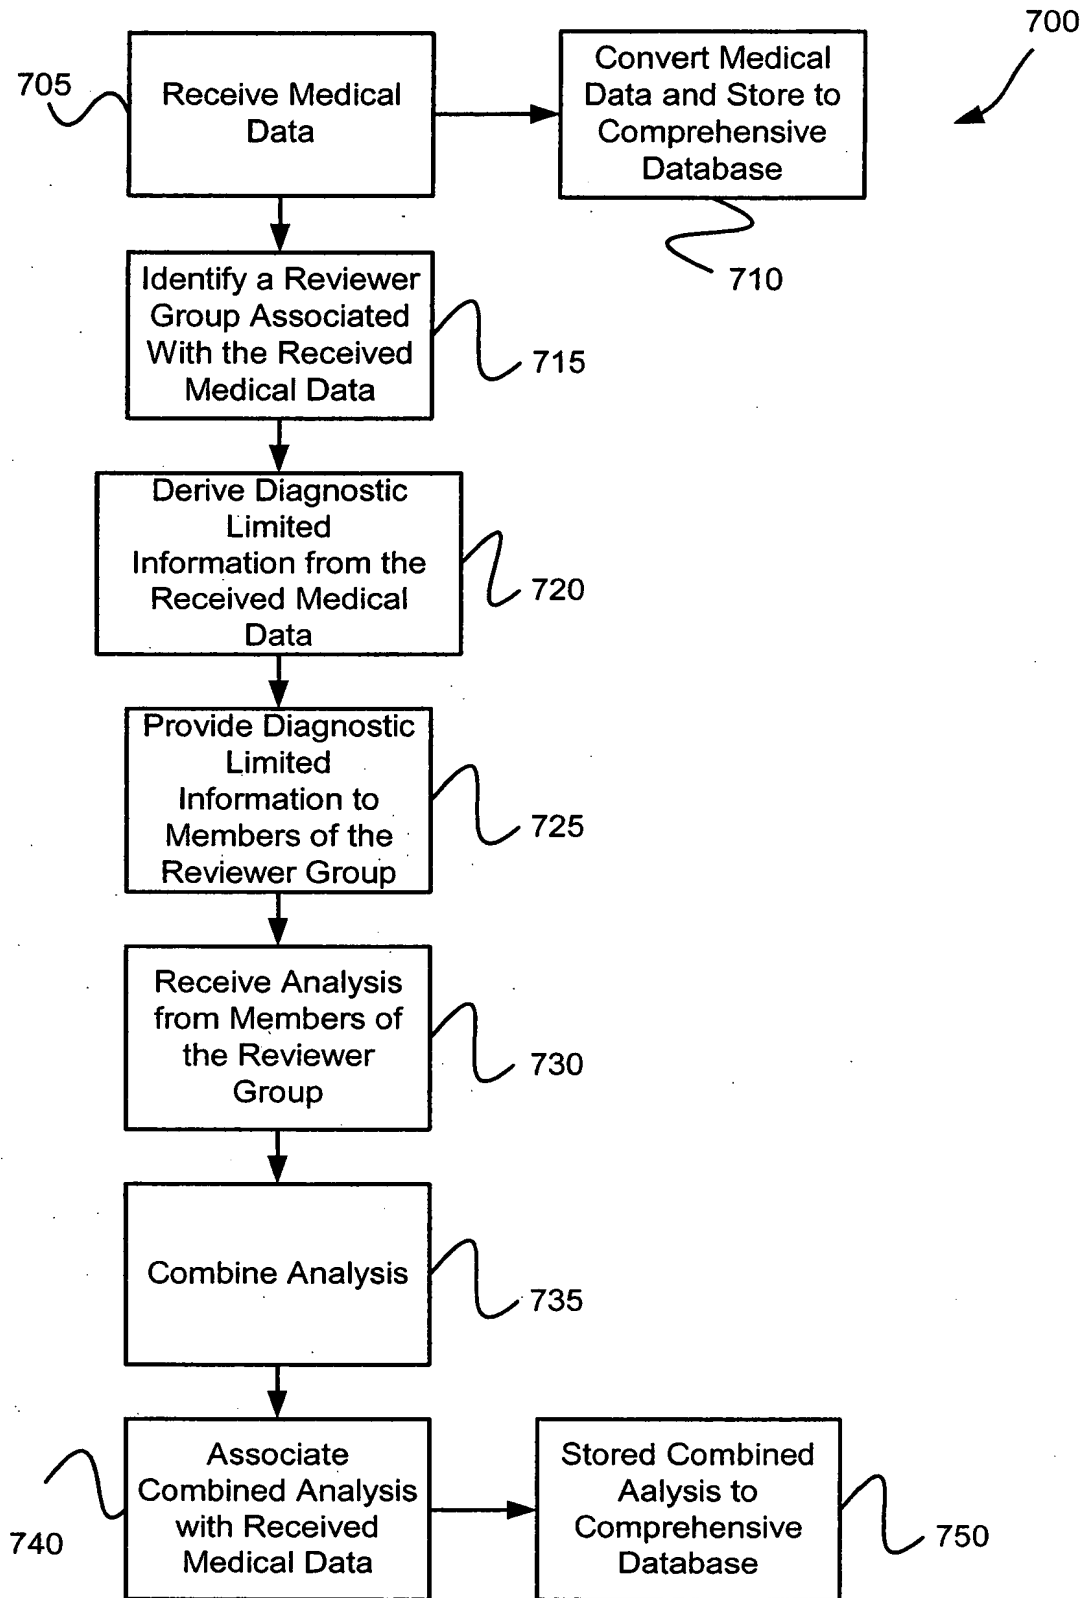 700
705
Receive Medical
Data
Convert Medical
Data and Store to
Comprehensive
Database
710
Identify a Reviewer
Group Associated
With the Received
Medical Data
715
Derive Diagnostic
Limited
Information from the
Received Medical
Data
720
Provide Diagnostic
Limited
Information to
Members of the
Reviewer Group
725
Receive Analysis
from Members of
the Reviewer
Group
730
Combine Analysis
735
Associate
Combined Analysis
with Received
Medical Data
740
Stored Combined
Aalysis to
Comprehensive
Database
750